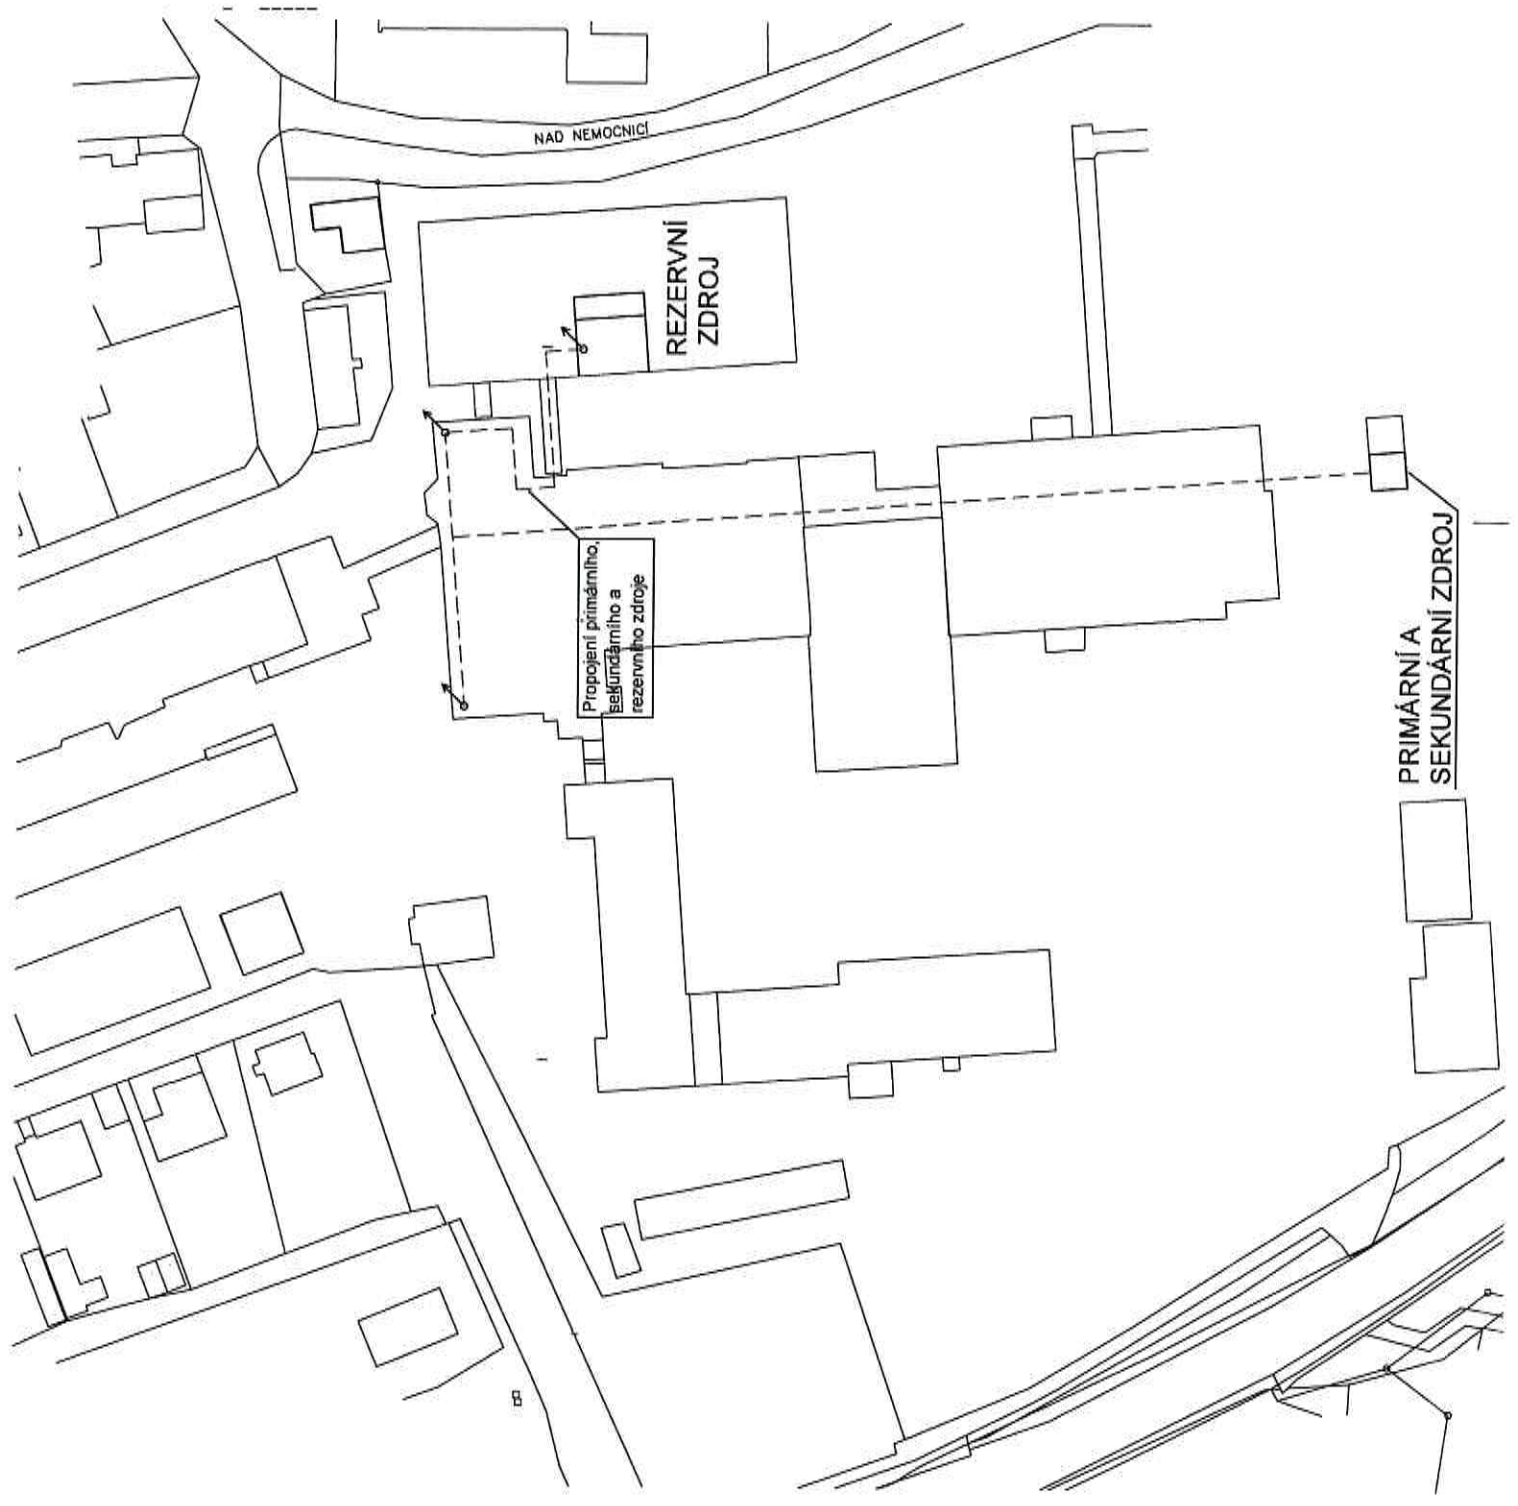 NAD NEMOCNICÍ
REZERVNÍ
ZDROJ
Propojení primárního,
sekundárního a
rezervního zdroje
PRIMÁRNÍ A
SEKUNDÁRNÍ ZDROJ